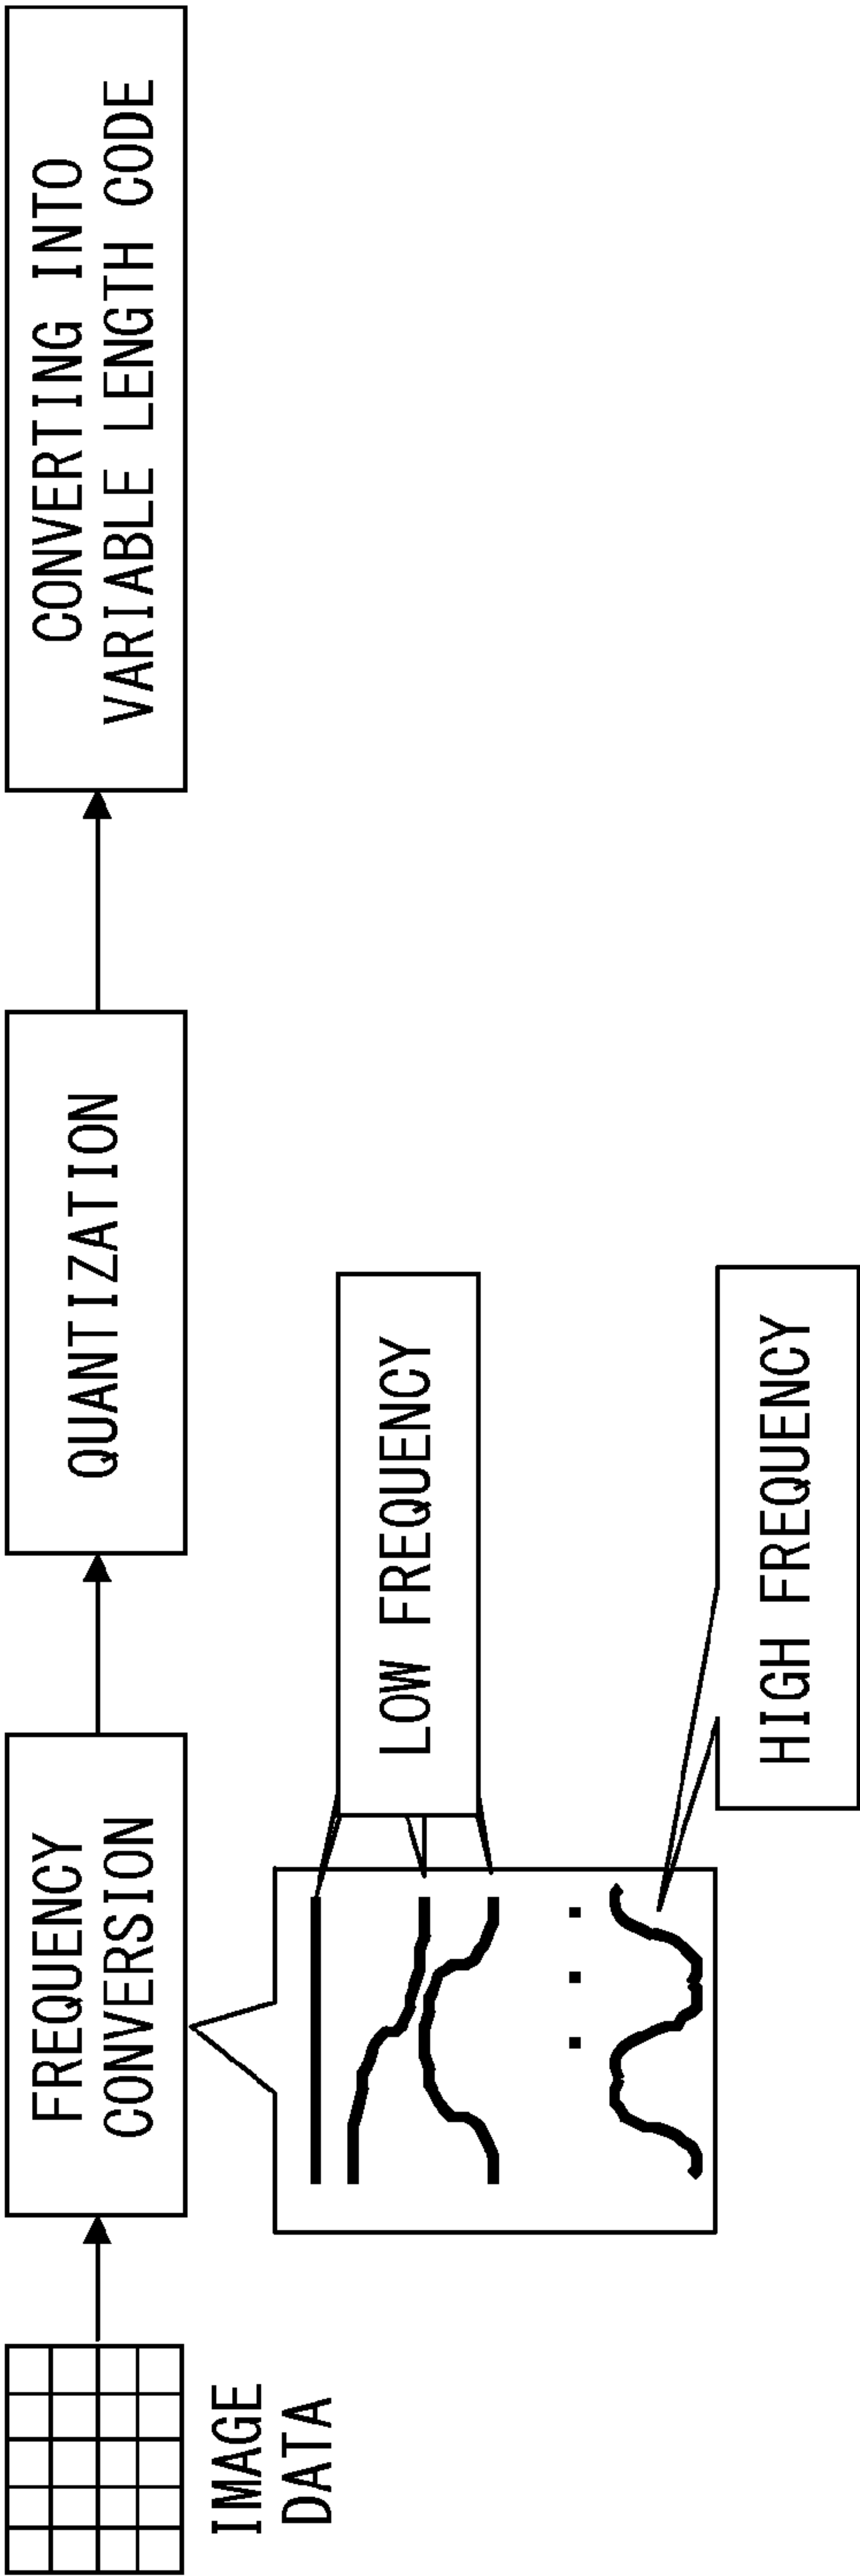 IMAGE
DATA
FREQUENCY
CONVERSION
QUANTIZATION
CONVERTING INTO
VARIABLE LENGTH CODE
LOW FREQUENCY
HIGH FREQUENCY